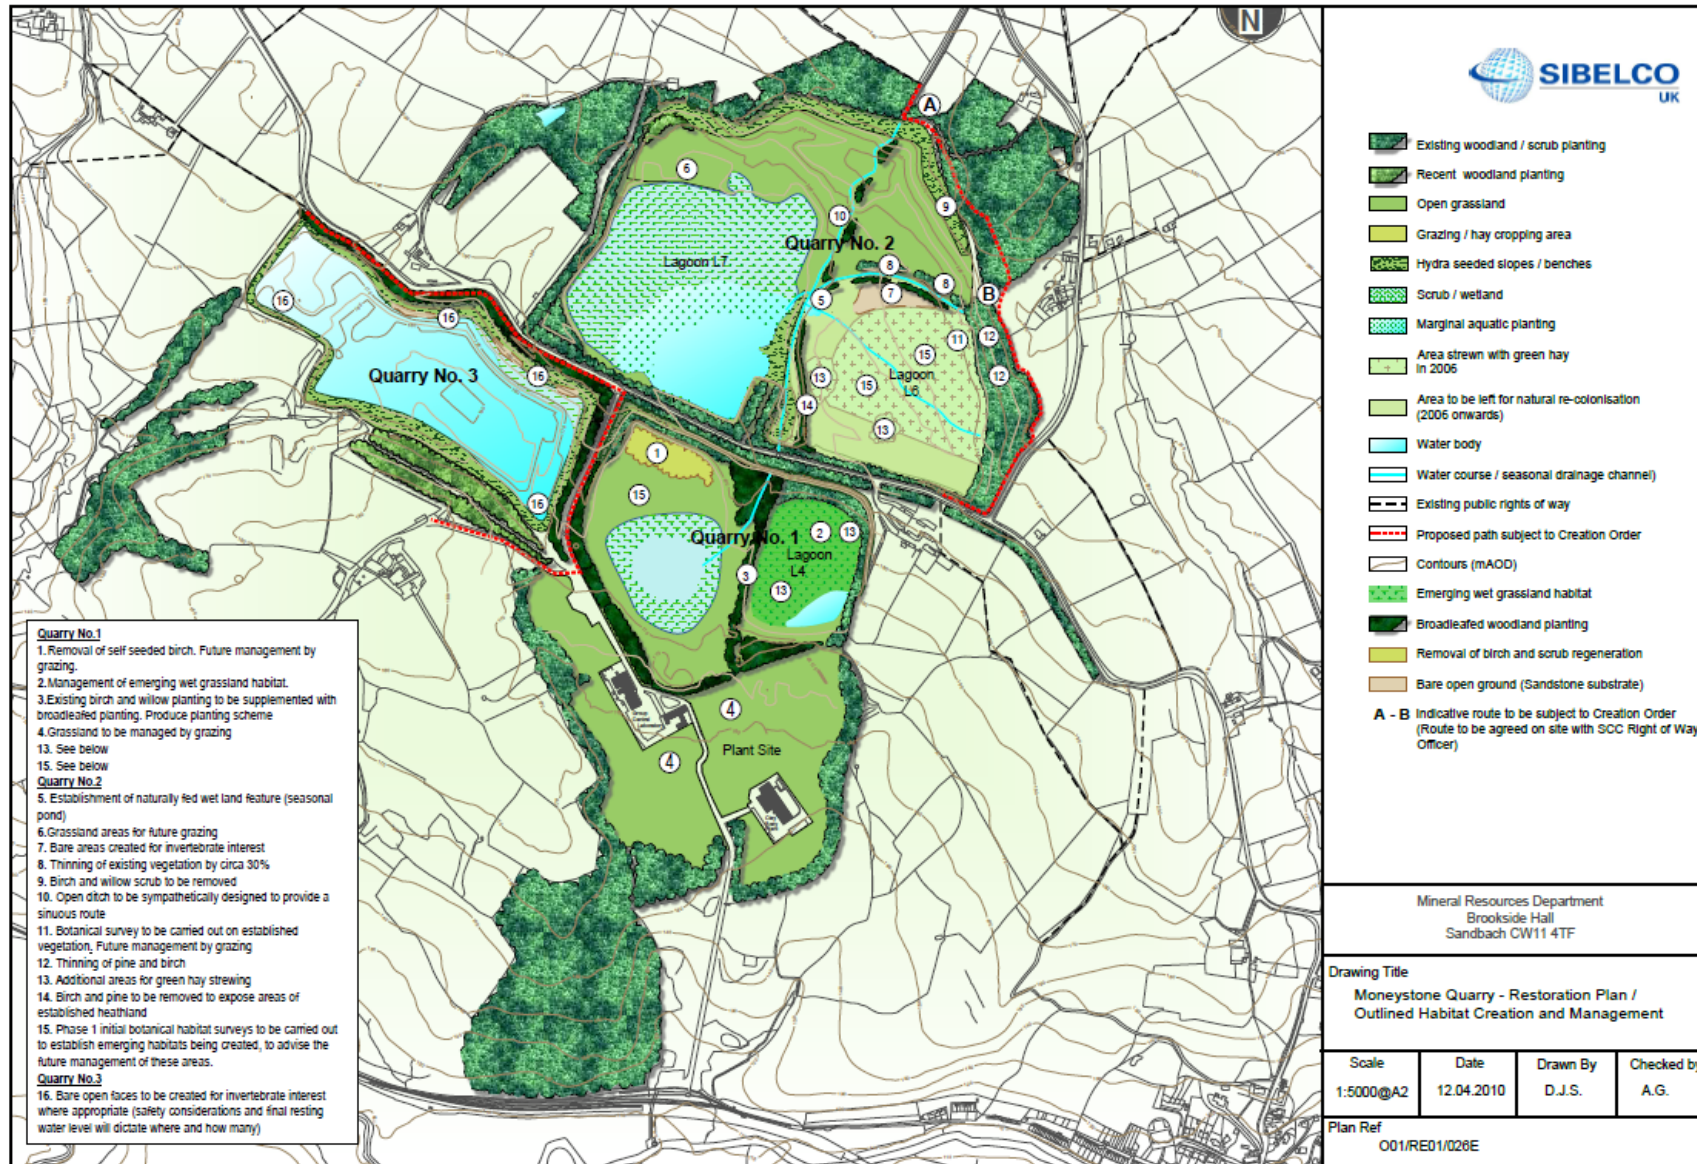 N
A
6
9
10
Quarry No. 2
Lagoon L7
8
8
7
5
B
16
16
11
12
15
Quarry No. 3
16
13
15
Lagoon
L6
12
14
13
1
15
16
Quarry No. 1
2
13
Lagoon
L4
3
13
4
Plant Site
4
Quarry No.1
1.Removal of self seeded birch. Future management by
grazing.
2.Management of emerging wet grassland habitat.
3.Existing birch and willow planting to be supplemented with
broadleafed planting. Produce planting scheme
4.Grassland to be managed by grazing
13. See below
15. See below
Quarry No.2
5. Establishment of naturally fed wet land feature (seasonal
pond)
6.Grassland areas for future grazing
7. Bare areas created for invertebrate interest
8. Thinning of existing vegetation by circa 30%
9. Birch and willow scrub to be removed
10. Open ditch to be sympathetically designed to provide a
sinuous route
11. Botanical survey to be carried out on established
vegetation. Future management by grazing
12. Thinning of pine and birch
13. Additional areas for green hay strewing
14. Birch and pine to be removed to expose areas of
established heathland
15. Phase 1 initial botanical habitat surveys to be carried out
to establish emerging habitats being created, to advise the
future management of these areas.
Quarry No.3
16. Bare open faces to be created for invertebrate interest
where appropriate (safety considerations and final resting
water level will dictate where and how many)
SIBELCO
UK
Existing woodland / scrub planting
Recent woodland planting
Open grassland
Grazing / hay cropping area
Hydra seeded slopes / benches
Scrub / wetland
Marginal aquatic planting
Area strewn with green hay
in 2006
Area to be left for natural re-colonisation
(2006 onwards)
Water body
Water course / seasonal drainage channel)
Existing public rights of way
Proposed path subject to Creation Order
Contours (mAOD)
Emerging wet grassland habitat
Broadleafed woodland planting
Removal of birch and scrub regeneration
Bare open ground (Sandstone substrate)
A - B Indicative route to be subject to Creation Order
(Route to be agreed on site with SCC Right of Way
Officer)
Mineral Resources Department
Brookside Hall
Sandbach CW11 4TF
Drawing Title
Moneystone Quarry - Restoration Plan /
Outlined Habitat Creation and Management
Scale
Date
Drawn By
Checked by
1:5000@A2
12.04.2010
D.J.S.
A.G.
Plan Ref
O01/RE01/026E